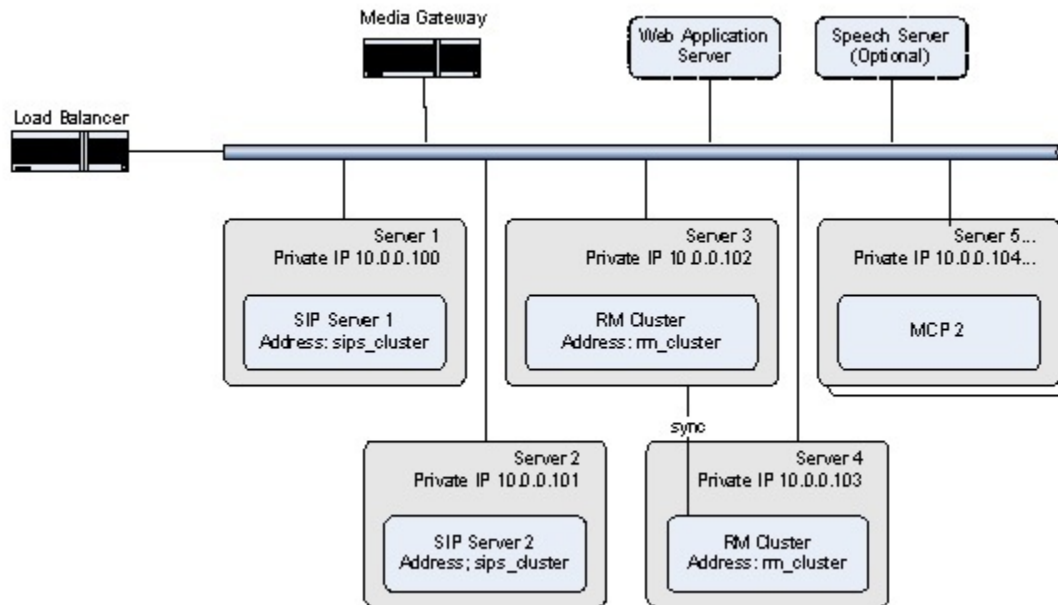 Media Gateway
Web Application
Server
Speech Server
(Optional)
Load Balancer
Server 1
Private IP 10.0.0.100
SIP Server 1
Address: sips_cluster
Server 3
Private IP 10.0.0.102
RM Cluster
Address: rm_cluster
Server 5...
Private IP 10.0.0.104...
MCP 2
sync
Server 2
Private IP 10.0.0.101
SIP Server 2
Address; sips_cluster
Server 4
Private IP 10.0.0.103
RM Cluster
Address: rm_cluster